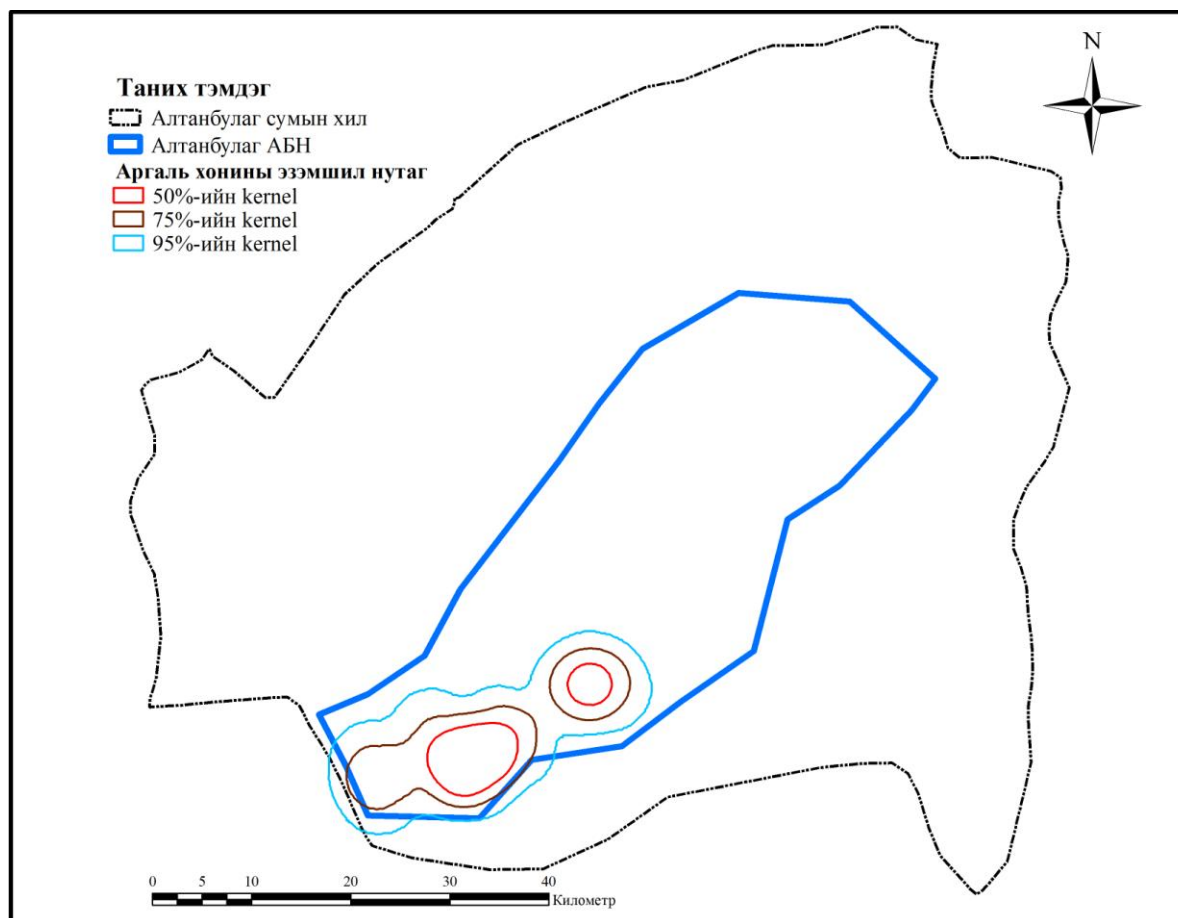 N
Таних тэмдэг
Алтанбулаг сумын хил
Алтанбулаг АБН
Аргаль хонины эзэмшил нутаг
50%-ийн kernel
75%-ийн kernel
95%-ийн kernel
0 5 10 20 30 40
Километр